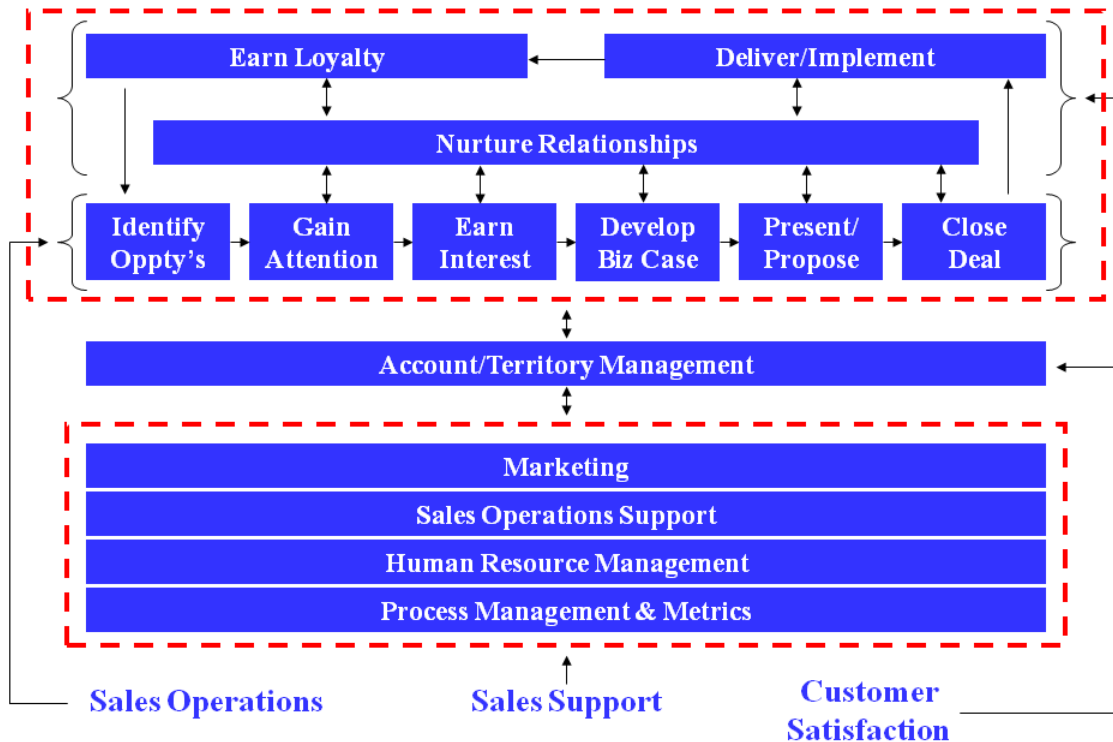 Earn Loyalty
Deliver/Implement
Nurture Relationships
Identify
Oppty’s
Gain
Attention
Earn
Interest
Develop
Biz Case
Present/
Propose
Close
Deal
Account/Territory Management
Marketing
Sales Operations Support
Human Resource Management
Process Management & Metrics
Sales Operations
Sales Support
Customer
Satisfaction